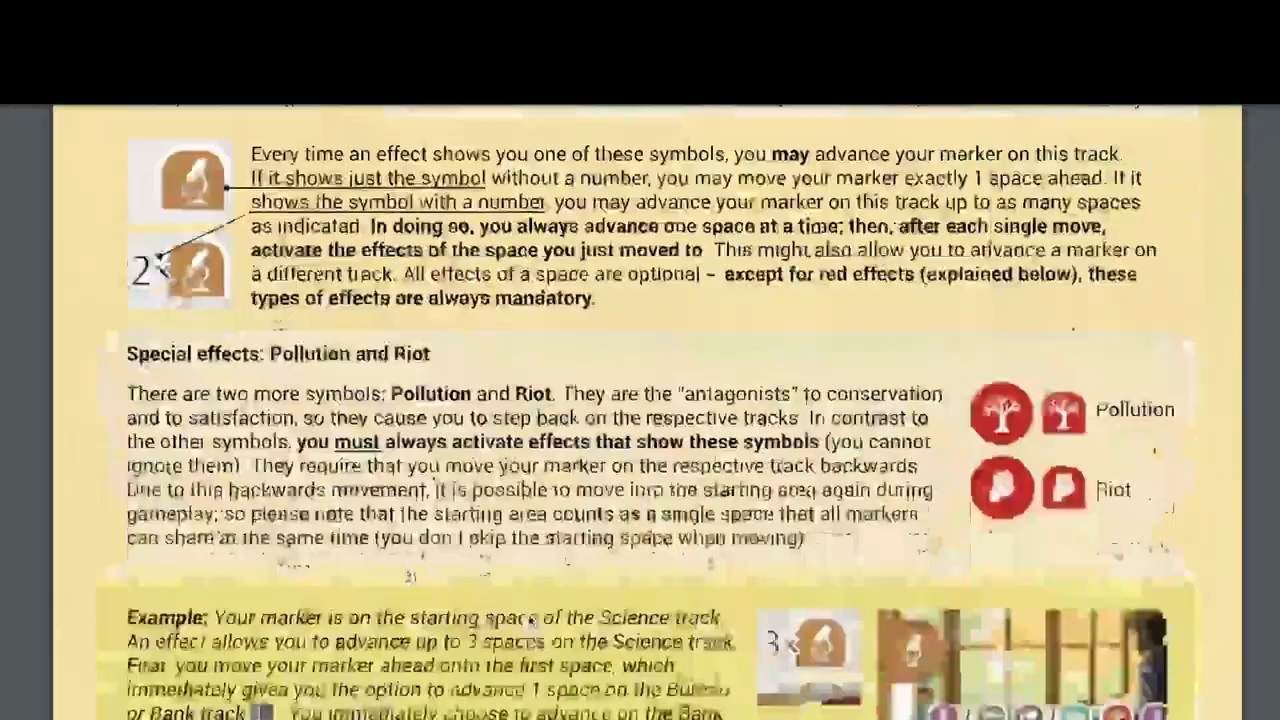 Every time an effect shows you one of these symbols, you may advance your marker on this track.
If it shows just the symbol without a number, you may move your marker exactly 1 space ahead. If it
shows the symbol with a number, you may advance your marker on this track up to as many spaces
as indicated. In doing so, you always advance one space at a time; then, after each single move,
activate the effects of the space you just moved to. This might also allow you to advance a marker on
2x
a different track. All effects of a space are optional – except for red effects (explained below), these
types of effects are always mandatory.
Special effects: Pollution and Riot
There are two more symbols: Pollution and Riot. They are the "antagonists" to conservation
and to satisfaction, so they cause you to step back on the respective tracks. In contrast to
Pollution
the other symbols, you must always activate effects that show these symbols (you cannot
ignore them). They require that you move your marker on the respective track backwards.
Due to this backwards movement, it is possible to move into the starting area again during
Riot
gameplay; so please note that the starting area counts as a single space that all markers
can share at the same time (you don't skip the starting space when moving)
Example: Your marker is on the starting space of the Science track.
An effect allows you to advance up to 3 spaces on the Science track.
3x
First, you move your marker ahead onto the first space, which
immediately gives you the option to advance 1 space on the Bureau
or Bank track. You immediately choose to advance on the Bank